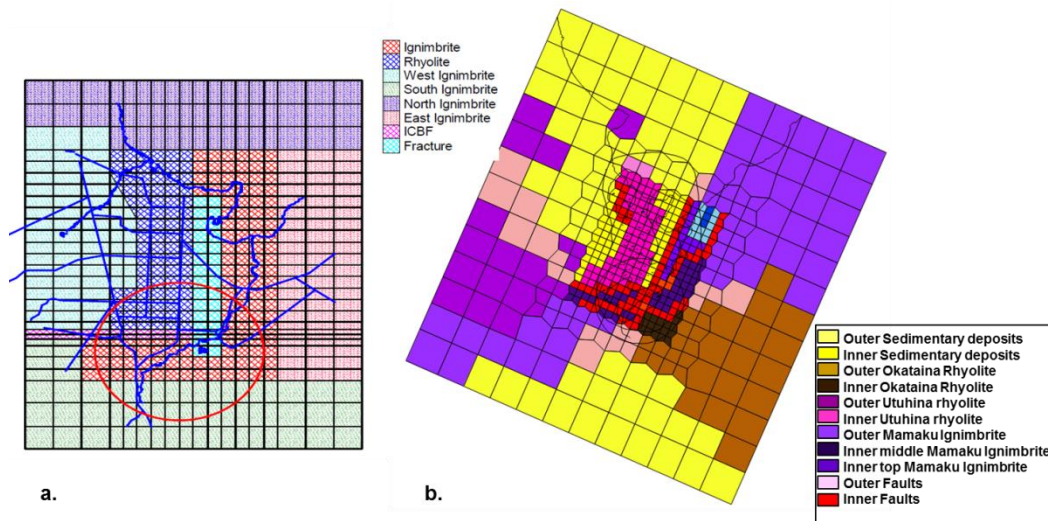 b.
Ignimbrite
Rhyolite
West Ignimbrite
South Ignimbrite
North Ignimbrite
East Ignimbrite
ICBF
Fracture
Outer Sedimentary deposits
Inner Sedimentary deposits
Outer Okataina Rhyolite
Inner Okataina Rhyolite
Outer Utuhina rhyolite
Inner Utuhina rhyolite
Outer Mamaku Ignimbrite
Inner middle Mamaku Ignimbrite
Inner top Mamaku Ignimbrite
Outer Faults
Inner Faults
a.
b.